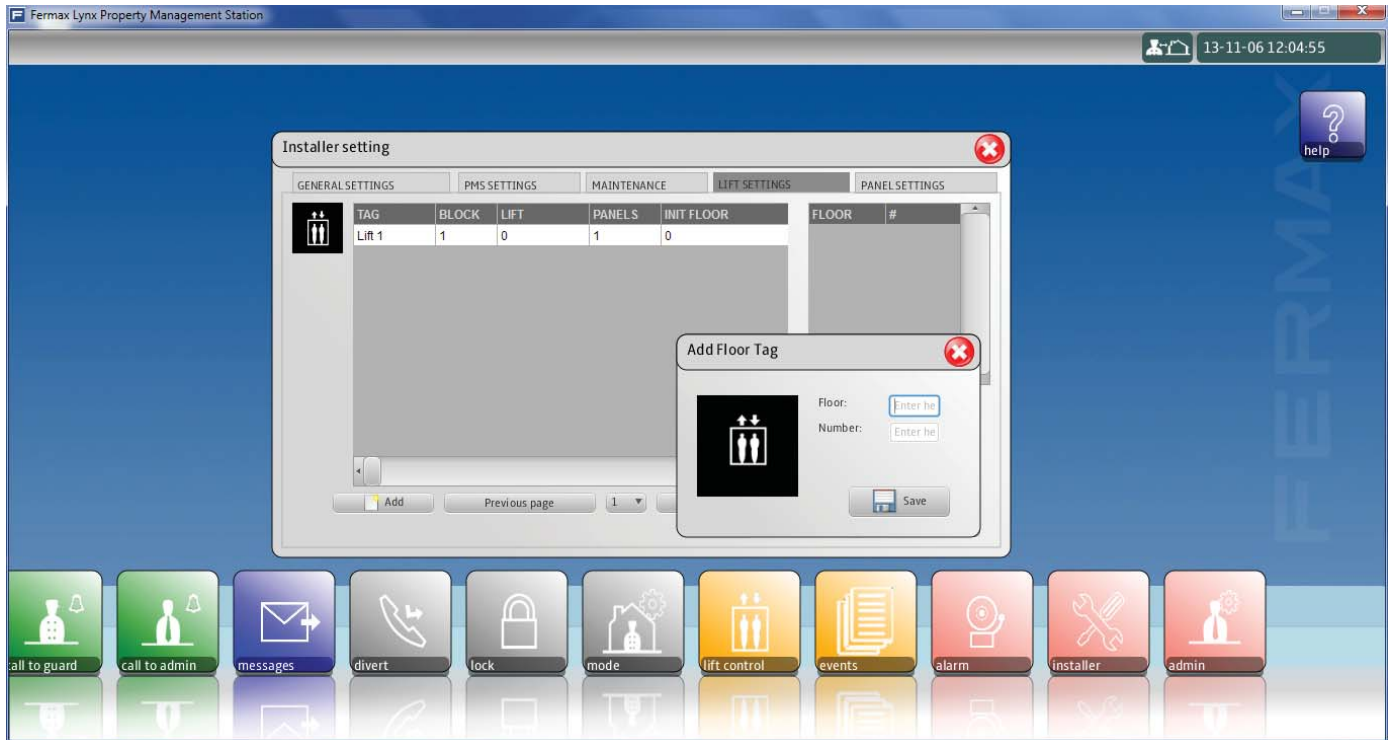 F Fermax Lynx Property Management Station
13-11-06 12:04:55
help
FERMAX
Installer setting
GENERAL SETTINGS PMS SETTINGS MAINTENANCE LIFT SETTINGS PANEL SETTINGS
TAG BLOCK LIFT PANELS INIT FLOOR FLOOR #
Lift 1 1 0 1 0
Add Floor Tag
Floor: Enter he
Number: Enter he
Save
Add Previous page 1
all to guard call to admin messages divert lock mode lift control events alarm installer admin